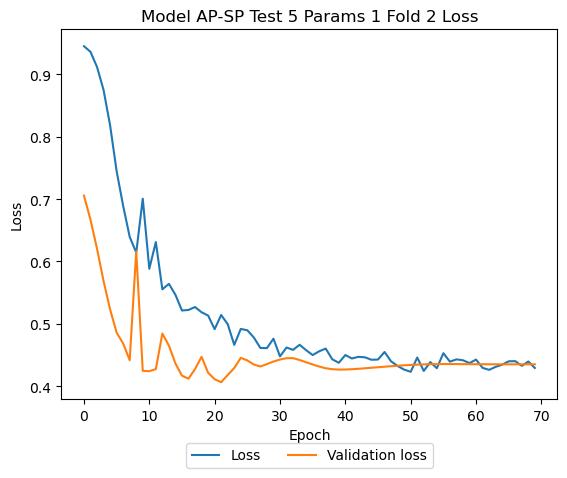 Model AP-SP Test 5 Params 1 Fold 2 Loss
Loss
0.9
0.8
0.7
0.6
0.5
0.4
0 10 20 30 40 50 60 70
Epoch
Loss Validation loss